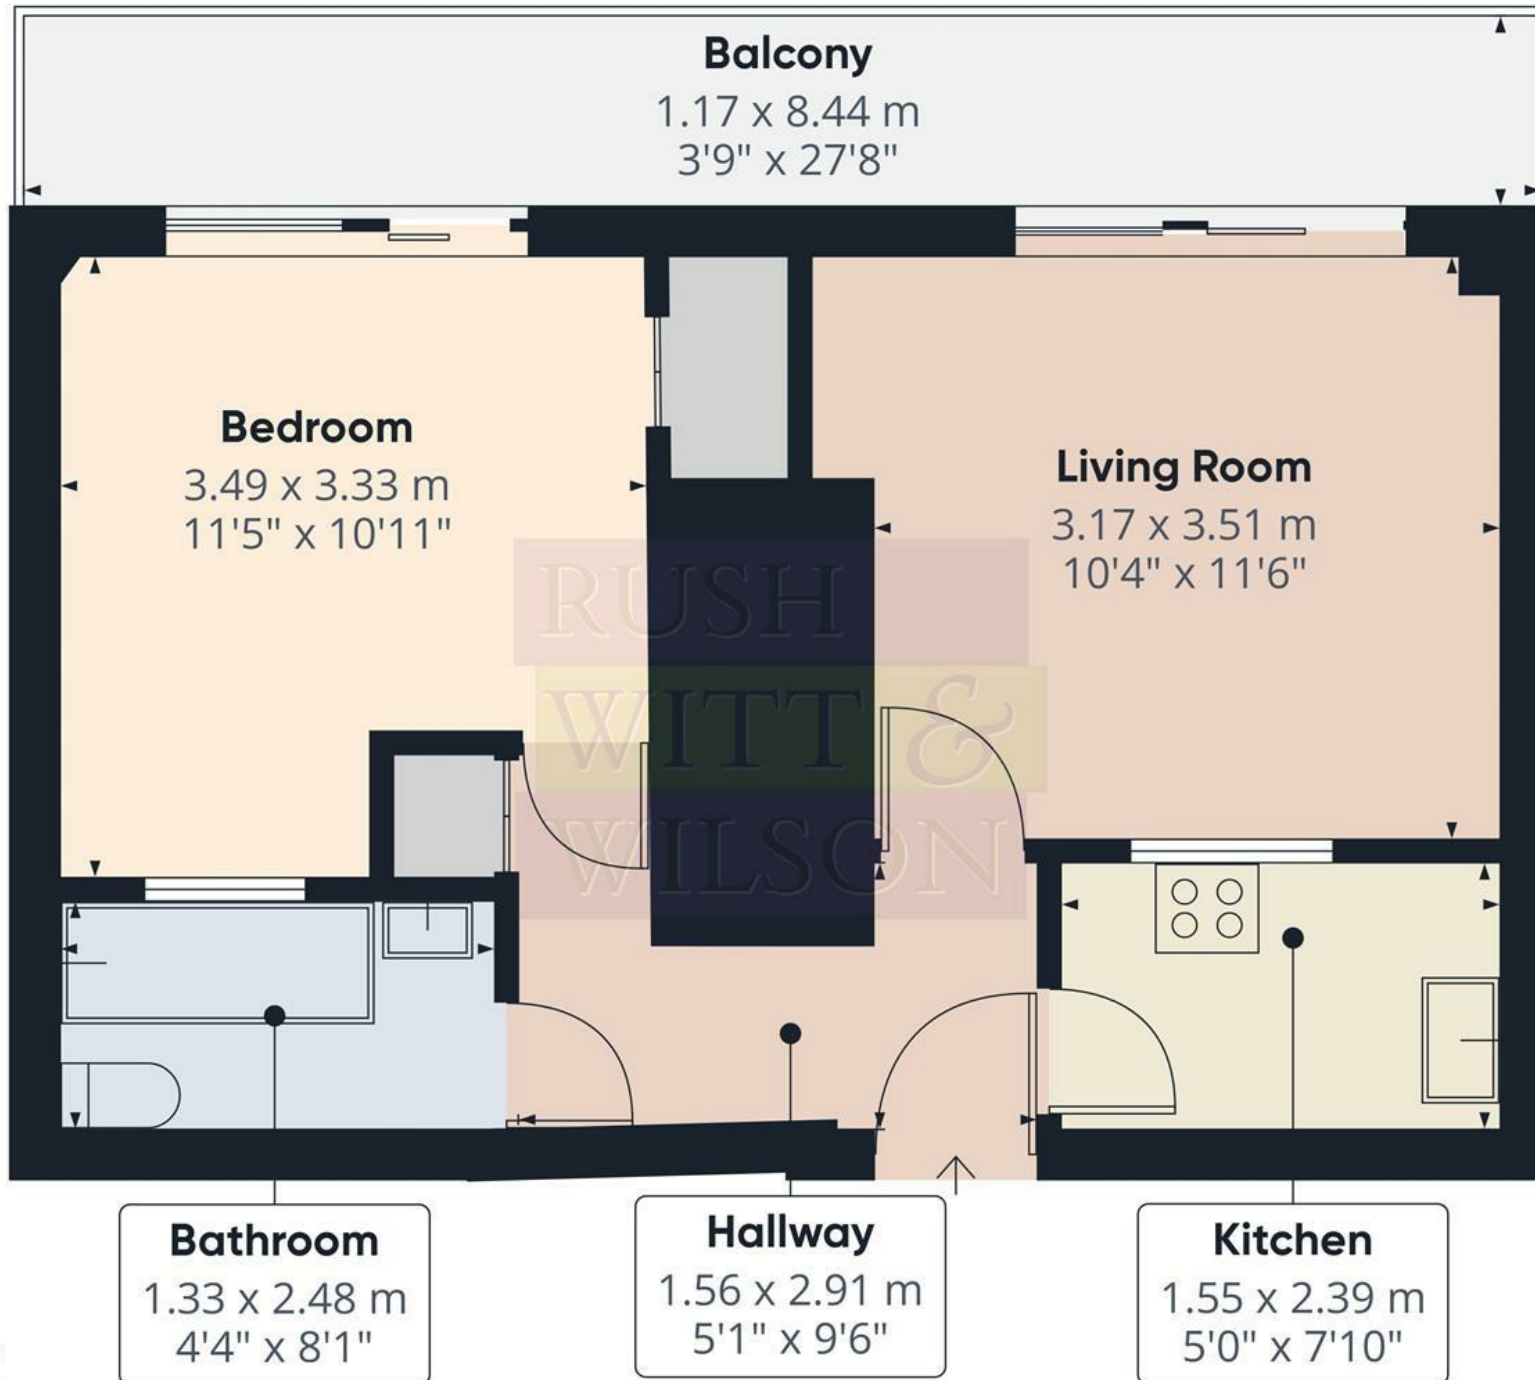 Balcony
1.17 x 8.44 m
3'9" x 27'8"
Bedroom
3.49 x 3.33 m
11'5" x 10'11"
Living Room
3.17 x 3.51 m
10'4" x 11'6"
RUSH
WITT &
WILSON
Bathroom
1.33 x 2.48 m
4'4" x 8'1"
Hallway
1.56 x 2.91 m
5'1" x 9'6"
Kitchen
1.55 x 2.39 m
5'0" x 7'10"